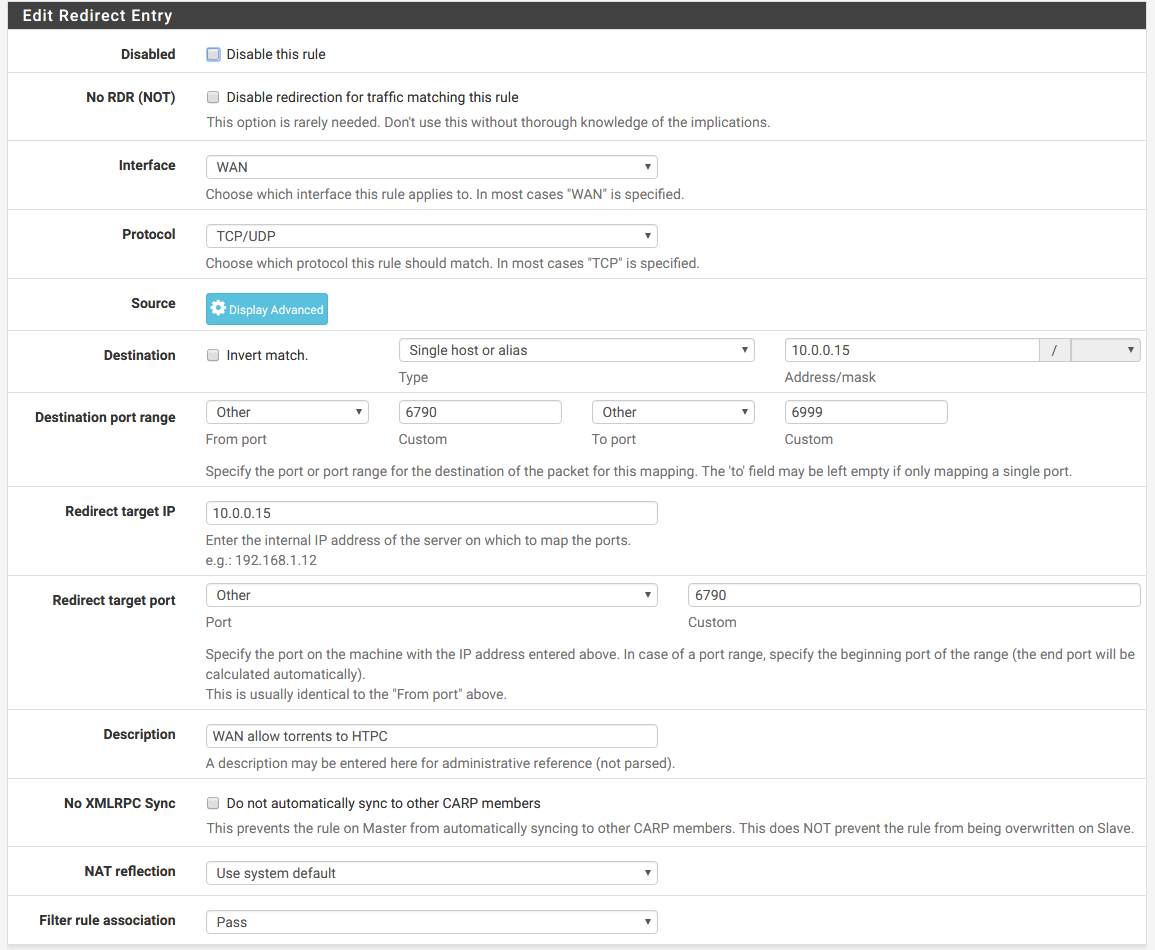 Edit Redirect Entry
Disabled Disable this rule
No RDR (NOT) Disable redirection for traffic matching this rule
This option is rarely needed. Don't use this without thorough knowledge of the implications.
Interface WAN
Choose which interface this rule applies to. In most cases "WAN" is specified.
Protocol TCP/UDP
Choose which protocol this rule should match. In most cases "TCP" is specified.
Source Display Advanced
Destination Invert match. Single host or alias 10.0.0.15 /
Type Address/mask
Destination port range Other 6790 Other 6999
From port Custom To port Custom
Specify the port or port range for the destination of the packet for this mapping. The 'to' field may be left empty if only mapping a single port.
Redirect target IP 10.0.0.15
Enter the internal IP address of the server on which to map the ports.
e.g.: 192.168.1.12
Redirect target port Other 6790
Port Custom
Specify the port on the machine with the IP address entered above. In case of a port range, specify the beginning port of the range (the end port will be
calculated automatically).
This is usually identical to the "From port" above.
Description WAN allow torrents to HTPC
A description may be entered here for administrative reference (not parsed).
No XMLRPC Sync Do not automatically sync to other CARP members
This prevents the rule on Master from automatically syncing to other CARP members. This does NOT prevent the rule from being overwritten on Slave.
NAT reflection Use system default
Filter rule association Pass